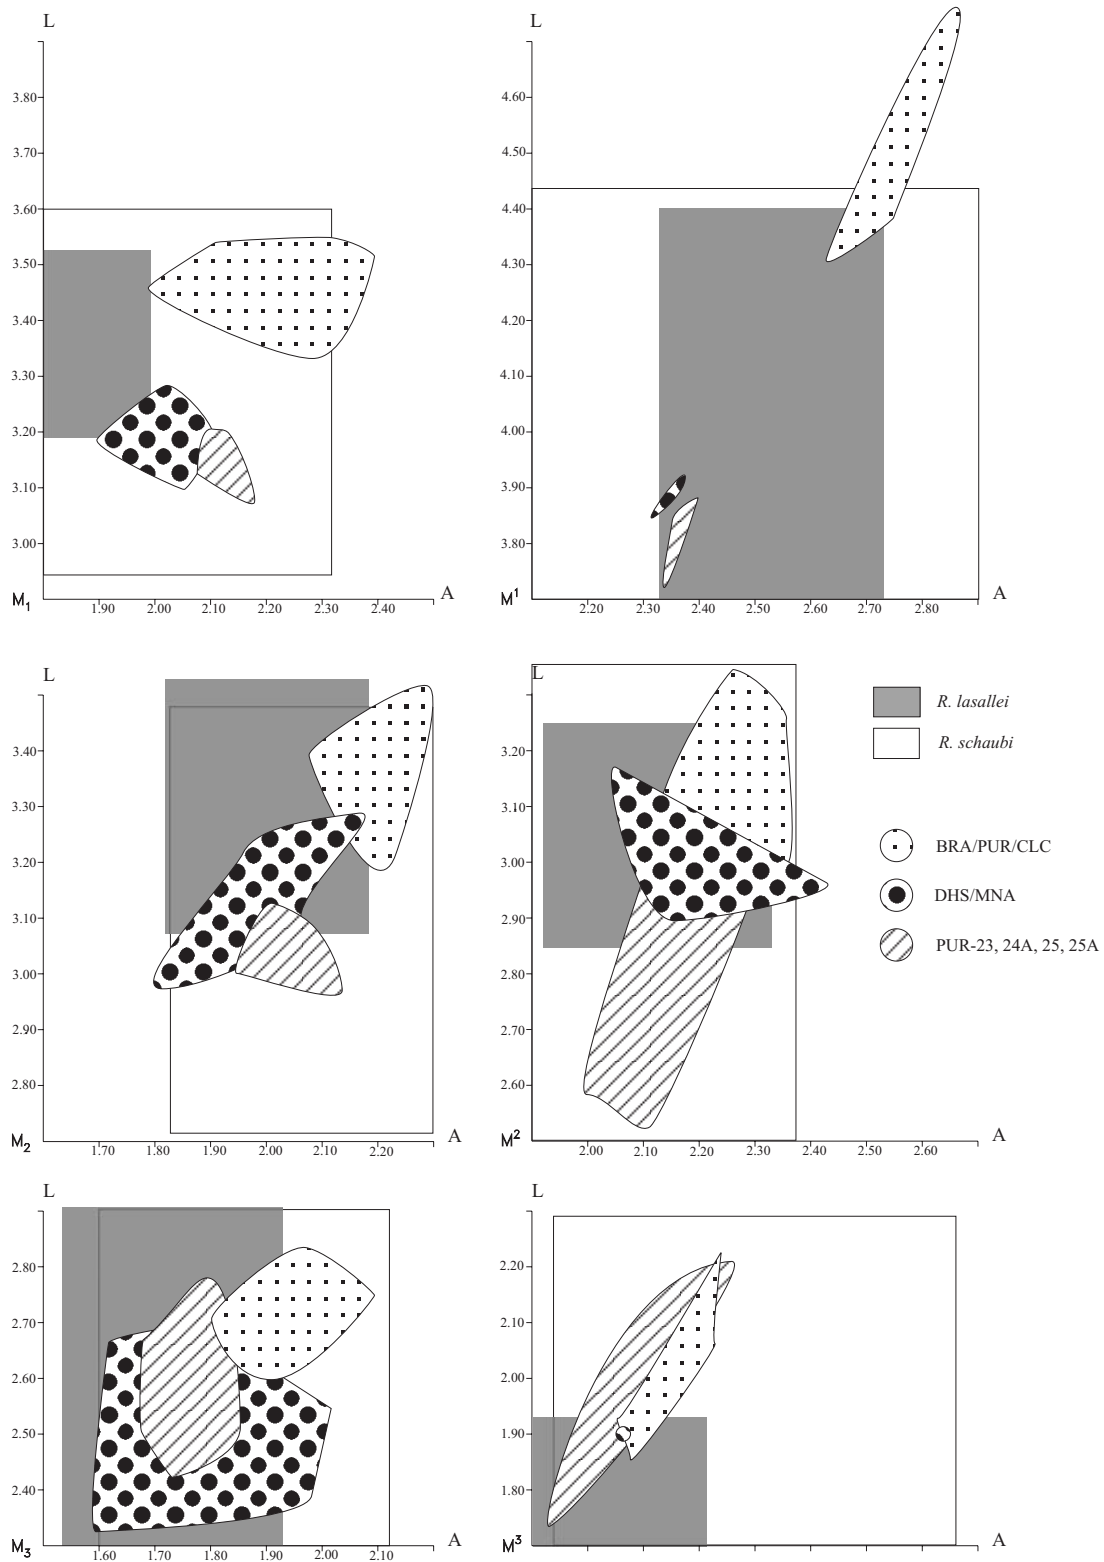 L
3.80
3.70
3.60
3.50
3.40
3.30
3.20
3.10
3.00
M1
1.90 2.00 2.10 2.20 2.30 2.40
A
L
4.60
4.50
4.40
4.30
4.20
4.10
4.00
3.90
3.80
M¹
2.20 2.30 2.40 2.50 2.60 2.70 2.80
A
L
3.40
3.30
3.20
3.10
3.00
2.90
2.80
M2
1.70 1.80 1.90 2.00 2.10 2.20
A
L
3.20
3.10
3.00
2.90
2.80
2.70
2.60
M²
2.00 2.10 2.20 2.30 2.40 2.50 2.60
A
R. lasallei
R. schaubi
BRA/PUR/CLC
DHS/MNA
PUR-23, 24A, 25, 25A
L
2.80
2.70
2.60
2.50
2.40
M3
1.60 1.70 1.80 1.90 2.00 2.10
A
L
2.20
2.10
2.00
1.90
1.80
M³
A